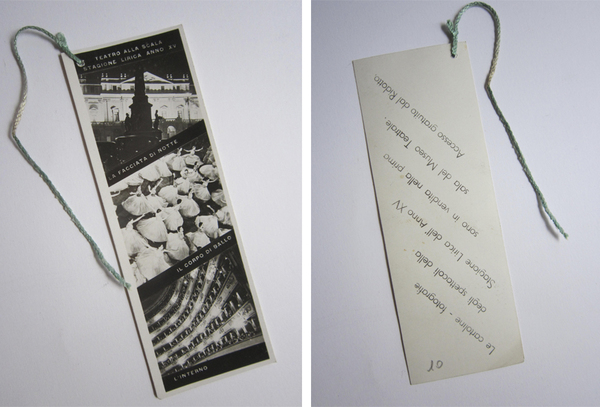 TEATRO ALLA SCALA
STAGIONE LIRICA ANNO XV
LA FACCIATA DI NOTTE
IL CORPO DI BALLO
L'INTERNO
Le cartoline - fotografie
degli spettacoli della
Stagione Lirica dell'Anno XV
sono in vendita nella prima
sala del Museo Teatrale.
Accesso gratuito dal Ridotto.
10